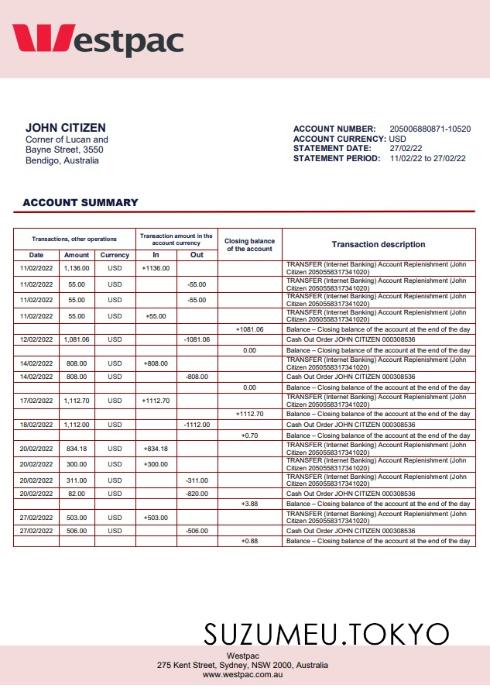 Westpac
JOHN CITIZEN
Corner of Lucan and
Bayne Street, 3550
Bendigo, Australia
ACCOUNT NUMBER: 205006880871-10520
ACCOUNT CURRENCY: USD
STATEMENT DATE: 27/02/22
STATEMENT PERIOD: 11/02/22 to 27/02/22
ACCOUNT SUMMARY
Transactions, other operations
Transaction amount in the
account currency
Closing balance
of the account
Transaction description
Date Amount Currency In Out
11/02/2022 1,136.00 USD +1136.00 TRANSFER (Internet Banking) Account Replenishment (John
Citizen 2050558317341020)
11/02/2022 55.00 USD -55.00 TRANSFER (Internet Banking) Account Replenishment (John
Citizen 2050558317341020)
11/02/2022 55.00 USD -55.00 TRANSFER (Internet Banking) Account Replenishment (John
Citizen 2050558317341020)
11/02/2022 55.00 USD +55.00 TRANSFER (Internet Banking) Account Replenishment (John
Citizen 2050558317341020)
+1081.06 Balance – Closing balance of the account at the end of the day
12/02/2022 1,081.06 USD -1081.06 Cash Out Order JOHN CITIZEN 000308536
0.00 Balance – Closing balance of the account at the end of the day
14/02/2022 808.00 USD +808.00 TRANSFER (Internet Banking) Account Replenishment (John
Citizen 2050558317341020)
14/02/2022 808.00 USD -808.00 Cash Out Order JOHN CITIZEN 000308536
0.00 Balance – Closing balance of the account at the end of the day
17/02/2022 1,112.70 USD +1112.70 TRANSFER (Internet Banking) Account Replenishment (John
Citizen 2050558317341020)
+1112.70 Balance – Closing balance of the account at the end of the day
18/02/2022 1,112.00 USD -1112.00 Cash Out Order JOHN CITIZEN 000308536
+0.70 Balance – Closing balance of the account at the end of the day
20/02/2022 834.18 USD +834.18 TRANSFER (Internet Banking) Account Replenishment (John
Citizen 2050558317341020)
20/02/2022 300.00 USD +300.00 TRANSFER (Internet Banking) Account Replenishment (John
Citizen 2050558317341020)
20/02/2022 311.00 USD -311.00 TRANSFER (Internet Banking) Account Replenishment (John
Citizen 2050558317341020)
20/02/2022 82.00 USD -820.00 Cash Out Order JOHN CITIZEN 000308536
+3.88 Balance – Closing balance of the account at the end of the day
27/02/2022 503.00 USD +503.00 TRANSFER (Internet Banking) Account Replenishment (John
Citizen 2050558317341020)
27/02/2022 506.00 USD -506.00 Cash Out Order JOHN CITIZEN 000308536
+0.88 Balance – Closing balance of the account at the end of the day
SUZUMEU.TOKYO
Westpac
275 Kent Street, Sydney, NSW 2000, Australia
www.westpac.com.au